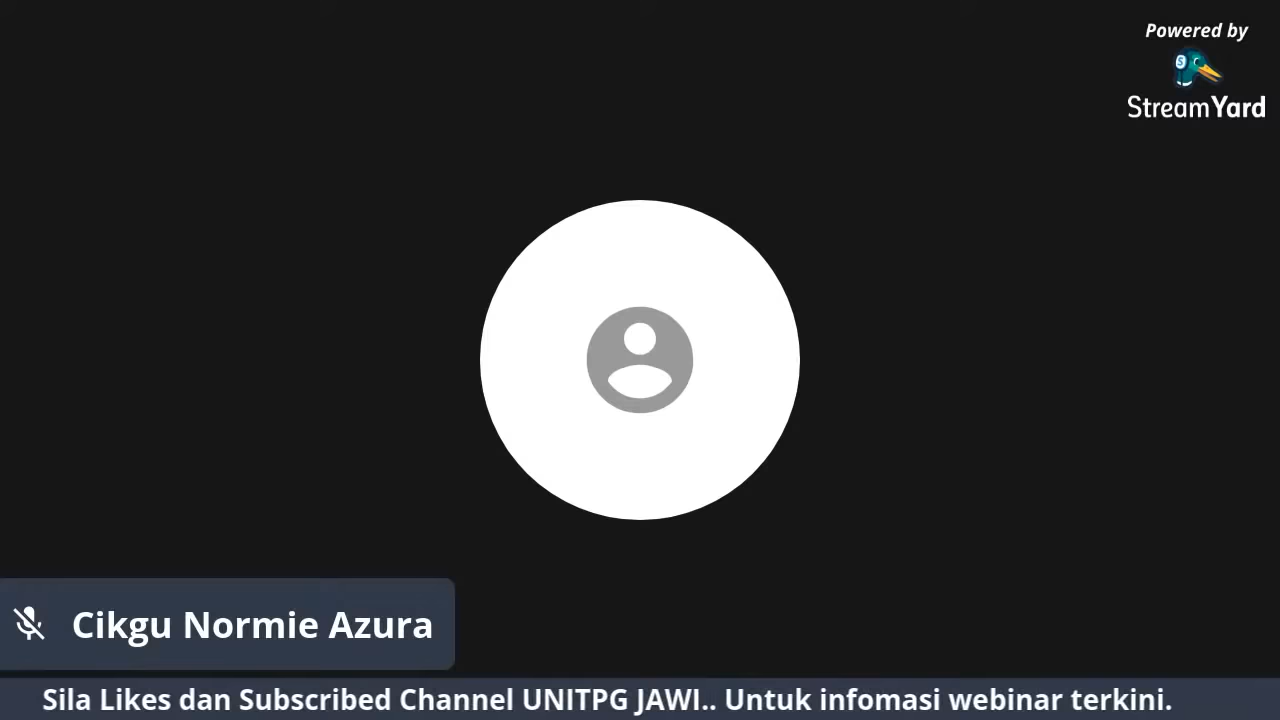 Powered by
StreamYard
Cikgu Normie Azura
Sila Likes dan Subscribed Channel UNITPG JAWI.. Untuk infomasi webinar terkini.